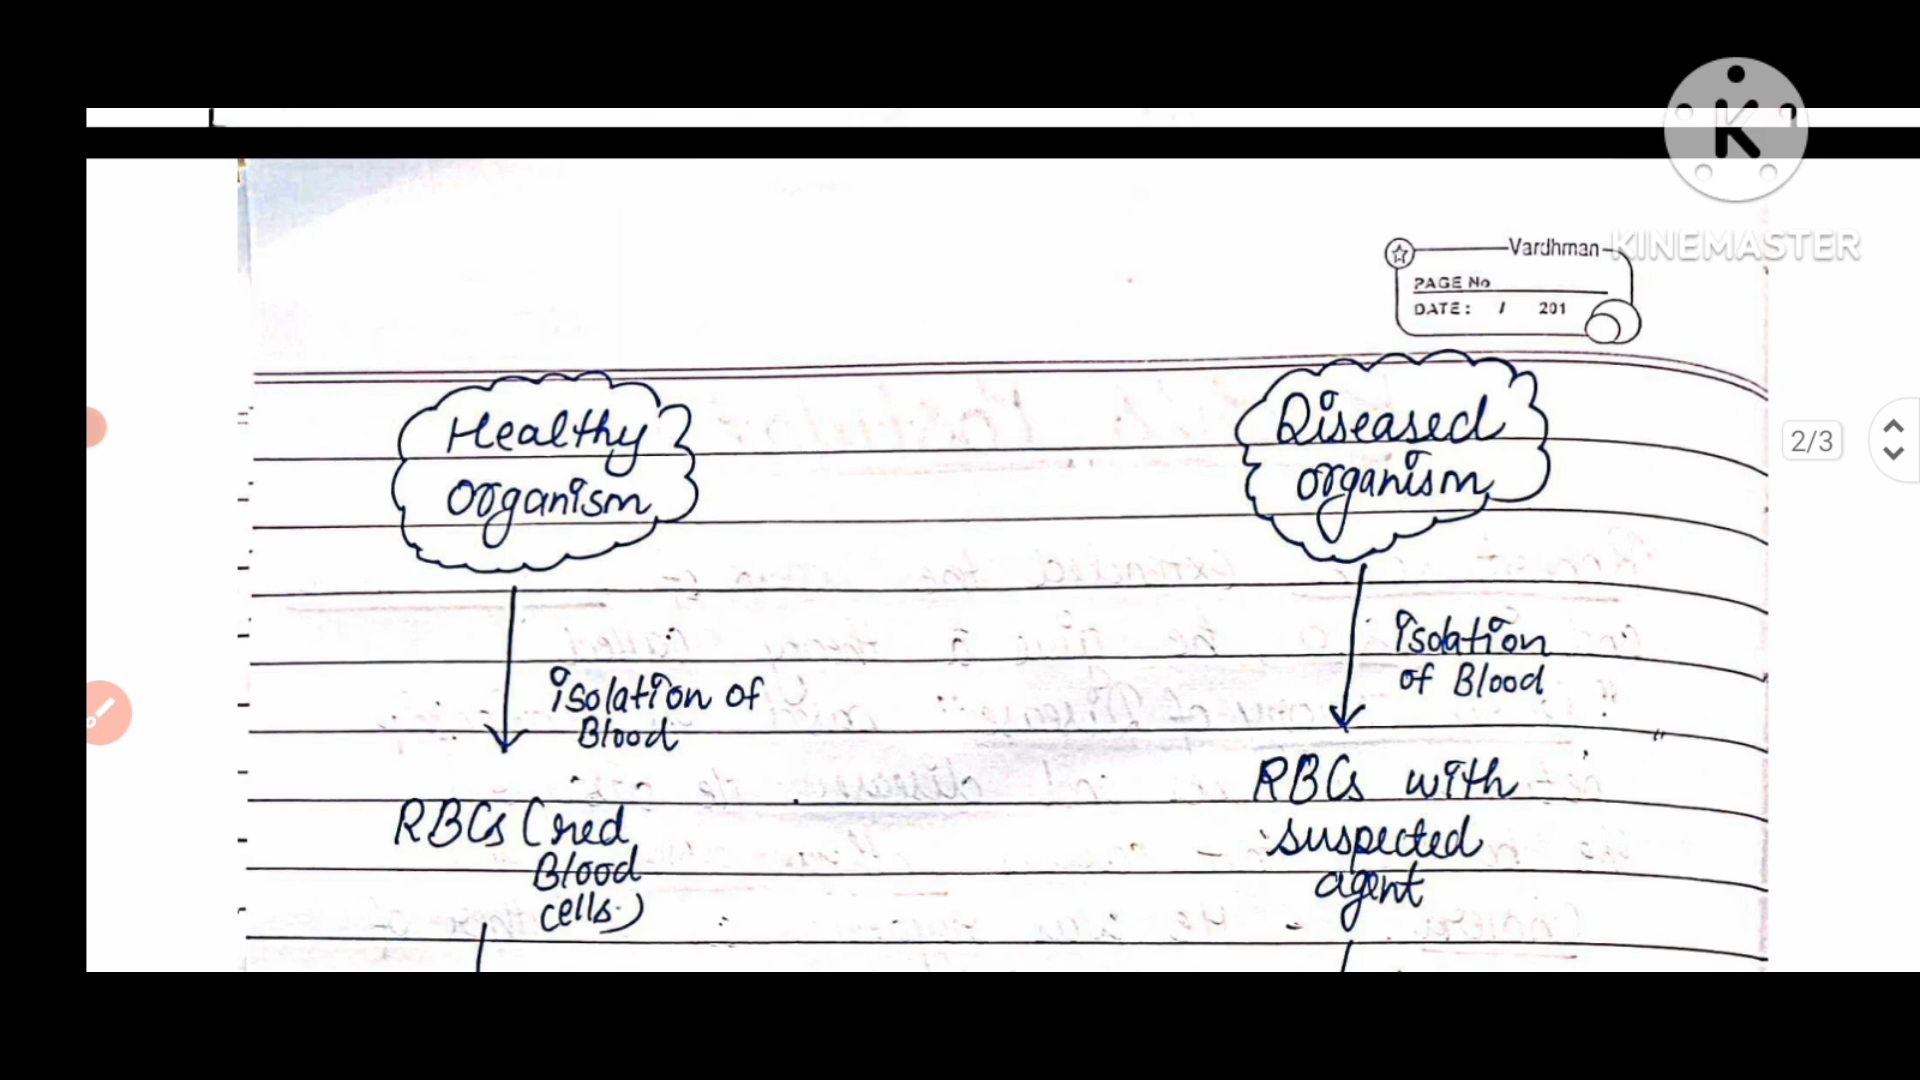 KINEMASTER
Vardhman
PAGE No
DATE: / 201
Healthy
organism
Diseased
organism
2/3
isolation of
Blood
isolation
of Blood
RBCs (red
Blood
cells.)
RBCs with
suspected
agent